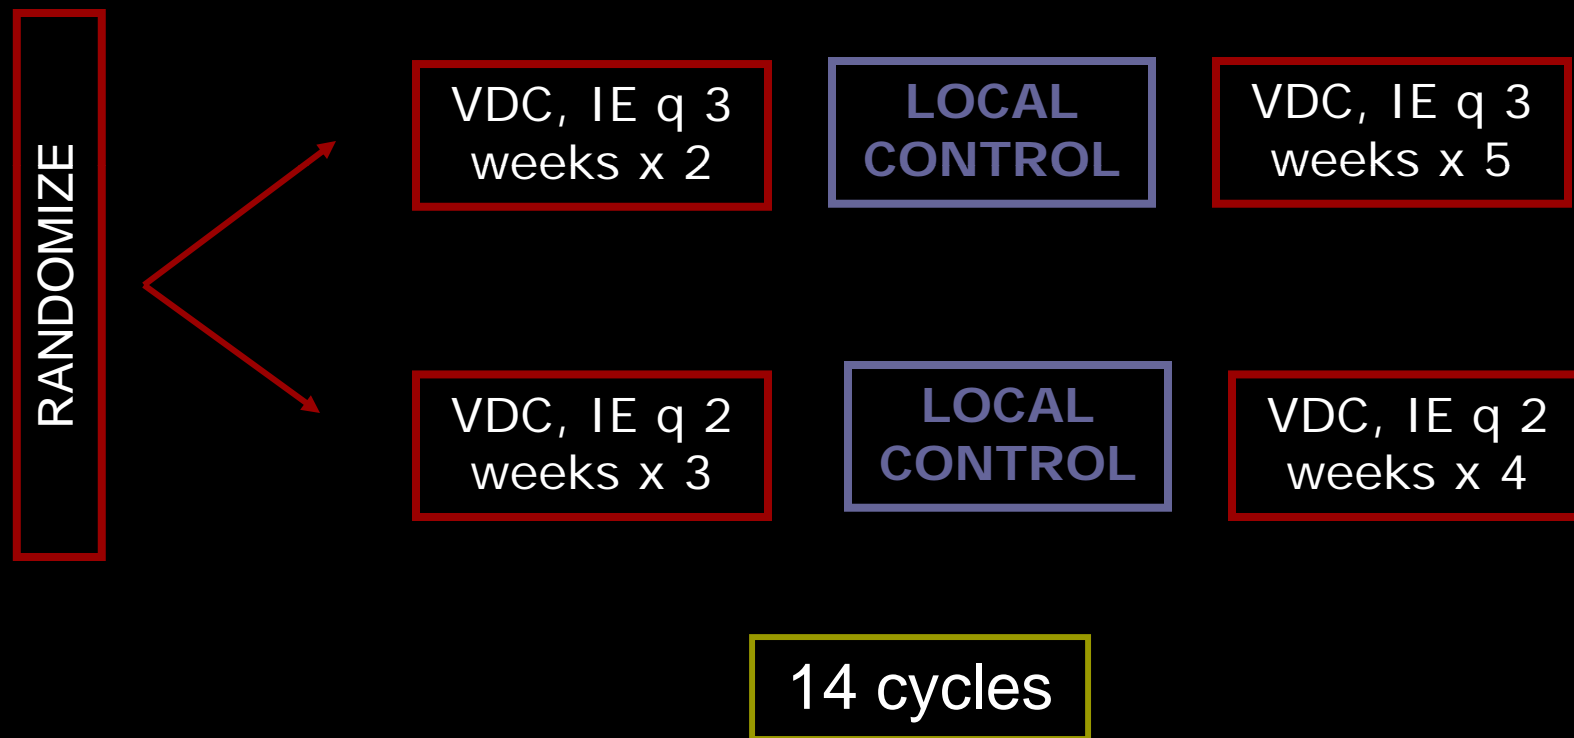 RANDOMIZE
VDC, IE q 3
weeks x 2
LOCAL
CONTROL
VDC, IE q 3
weeks x 5
VDC, IE q 2
weeks x 3
LOCAL
CONTROL
VDC, IE q 2
weeks x 4
14 cycles